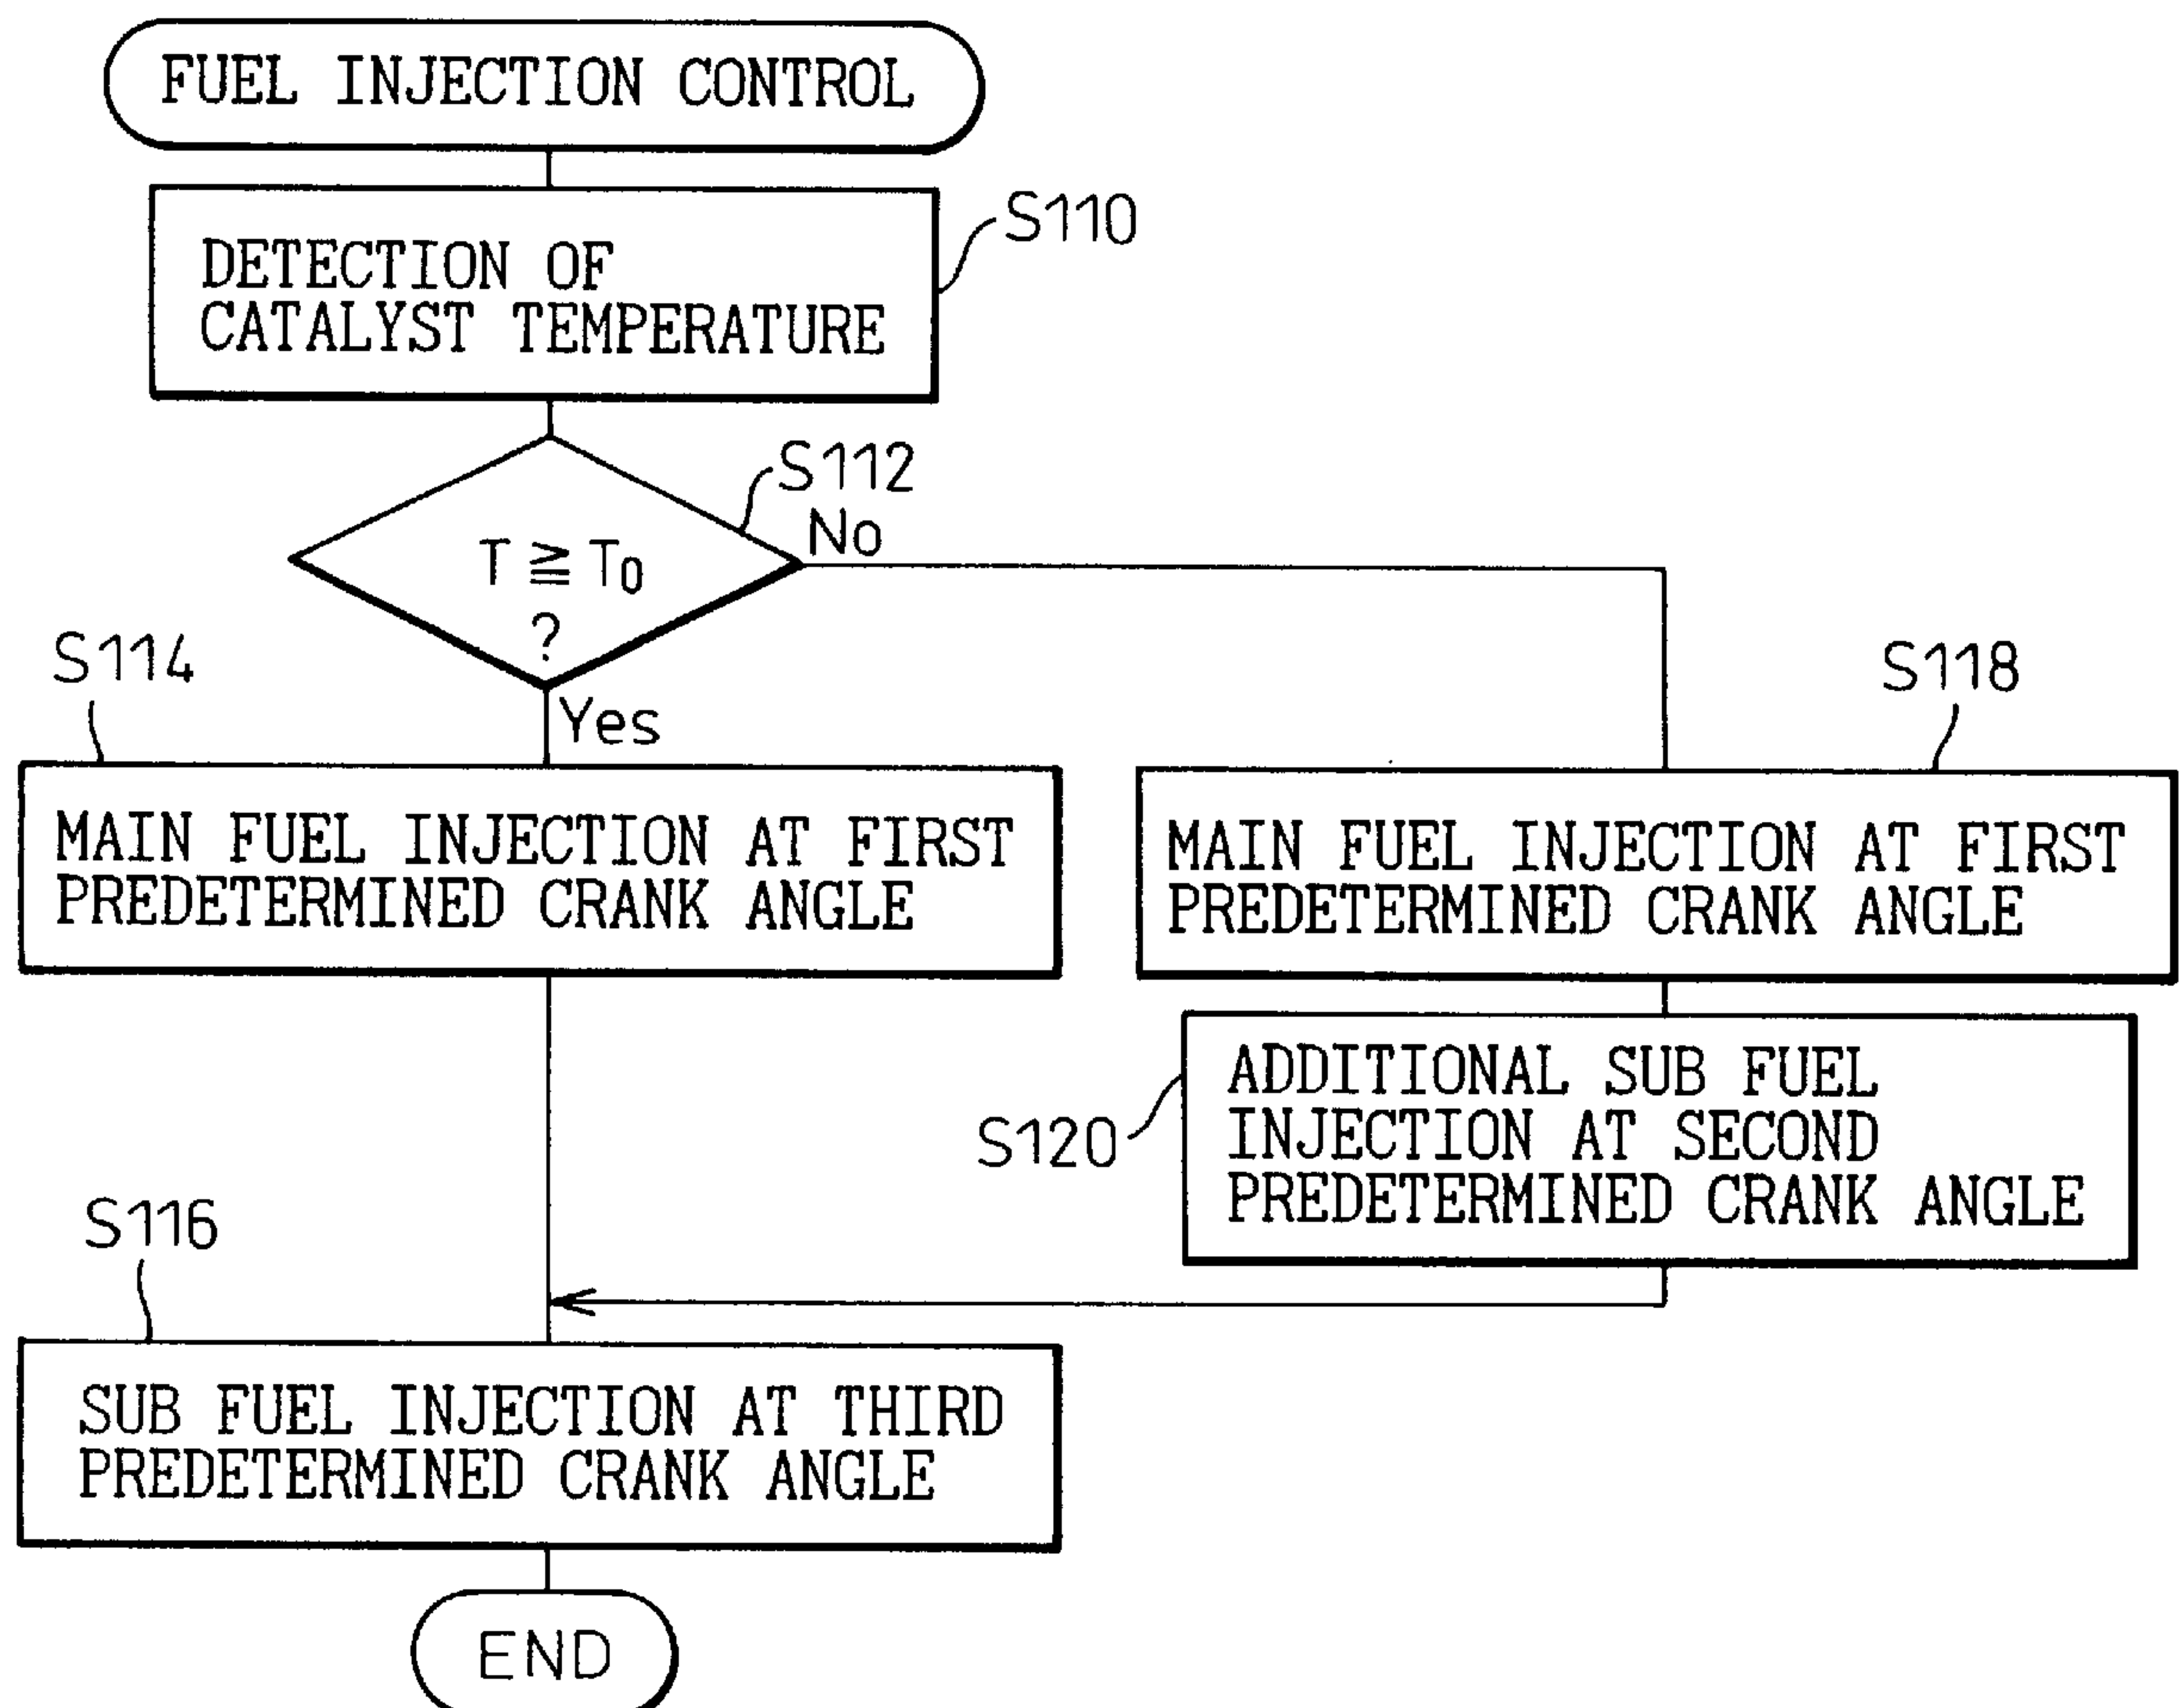 FUEL INJECTION CONTROL
DETECTION OF
CATALYST TEMPERATURE
S110
S112
T ≧ T0
?
No
Yes
S114
MAIN FUEL INJECTION AT FIRST
PREDETERMINED CRANK ANGLE
S118
MAIN FUEL INJECTION AT FIRST
PREDETERMINED CRANK ANGLE
S120
ADDITIONAL SUB FUEL
INJECTION AT SECOND
PREDETERMINED CRANK ANGLE
S116
SUB FUEL INJECTION AT THIRD
PREDETERMINED CRANK ANGLE
END